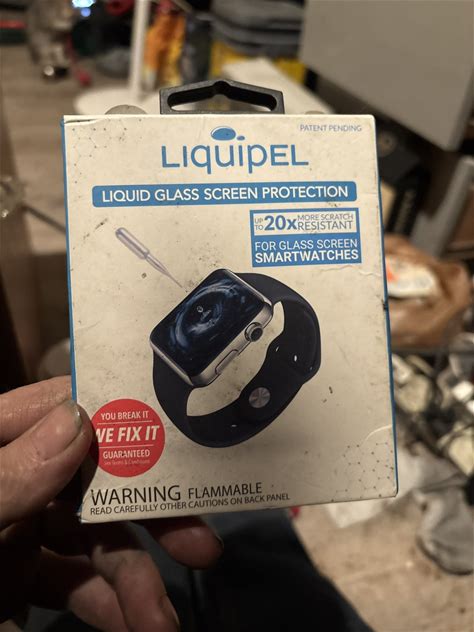 PATENT PENDING
LIQUIPEL
LIQUID GLASS SCREEN PROTECTION
UP TO 20x MORE SCRATCH RESISTANT
FOR GLASS SCREEN
SMARTWATCHES
YOU BREAK IT
WE FIX IT
GUARANTEED
WARNING FLAMMABLE
READ CAREFULLY OTHER CAUTIONS ON BACK PANEL